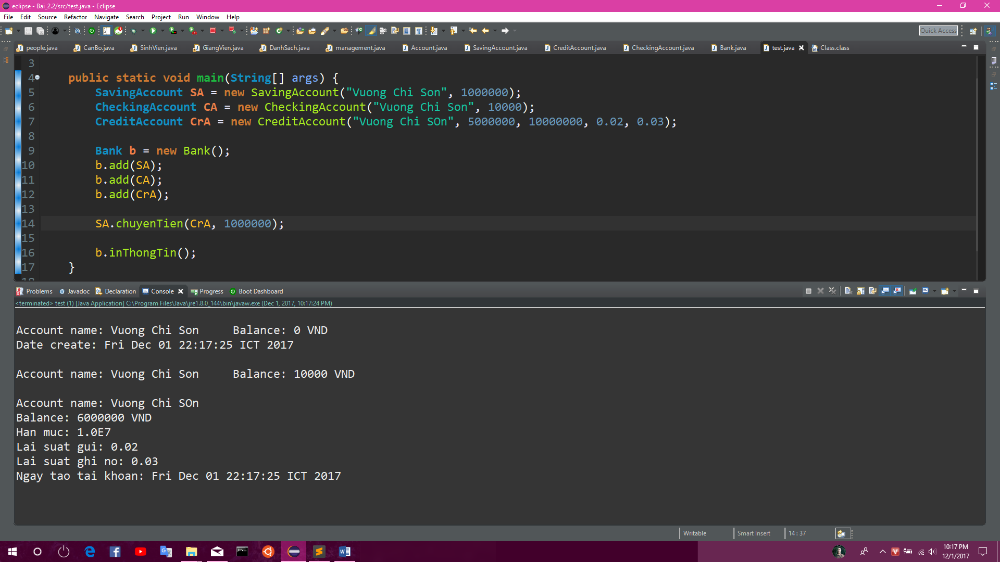 eclipse - Bai_2.2/src/test.java - Eclipse
File Edit Source Refactor Navigate Search Project Run Window Help
Quick Access
people.java CanBo.java SinhVien.java GiangVien.java DanhSach.java management.java Account.java SavingAccount.java CreditAccount.java CheckingAccount.java Bank.java test.java Class.class
3
4 public static void main(String[] args) {
5 SavingAccount SA = new SavingAccount("Vuong Chi Son", 1000000);
6 CheckingAccount CA = new CheckingAccount("Vuong Chi Son", 10000);
7 CreditAccount CrA = new CreditAccount("Vuong Chi SOn", 5000000, 10000000, 0.02, 0.03);
8
9 Bank b = new Bank();
10 b.add(SA);
11 b.add(CA);
12 b.add(CrA);
13
14 SA.chuyenTien(CrA, 1000000);
15
16 b.inThongTin();
17 }
18
Problems Javadoc Declaration Console Progress Boot Dashboard
<terminated> test (1) [Java Application] C:\Program Files\Java\jre1.8.0_144\bin\javaw.exe (Dec 1, 2017, 10:17:24 PM)
Account name: Vuong Chi Son Balance: 0 VND
Date create: Fri Dec 01 22:17:25 ICT 2017
Account name: Vuong Chi Son Balance: 10000 VND
Account name: Vuong Chi SOn
Balance: 6000000 VND
Han muc: 1.0E7
Lai suat gui: 0.02
Lai suat ghi no: 0.03
Ngay tao tai khoan: Fri Dec 01 22:17:25 ICT 2017
Writable Smart Insert 14 : 37
10:17 PM
12/1/2017